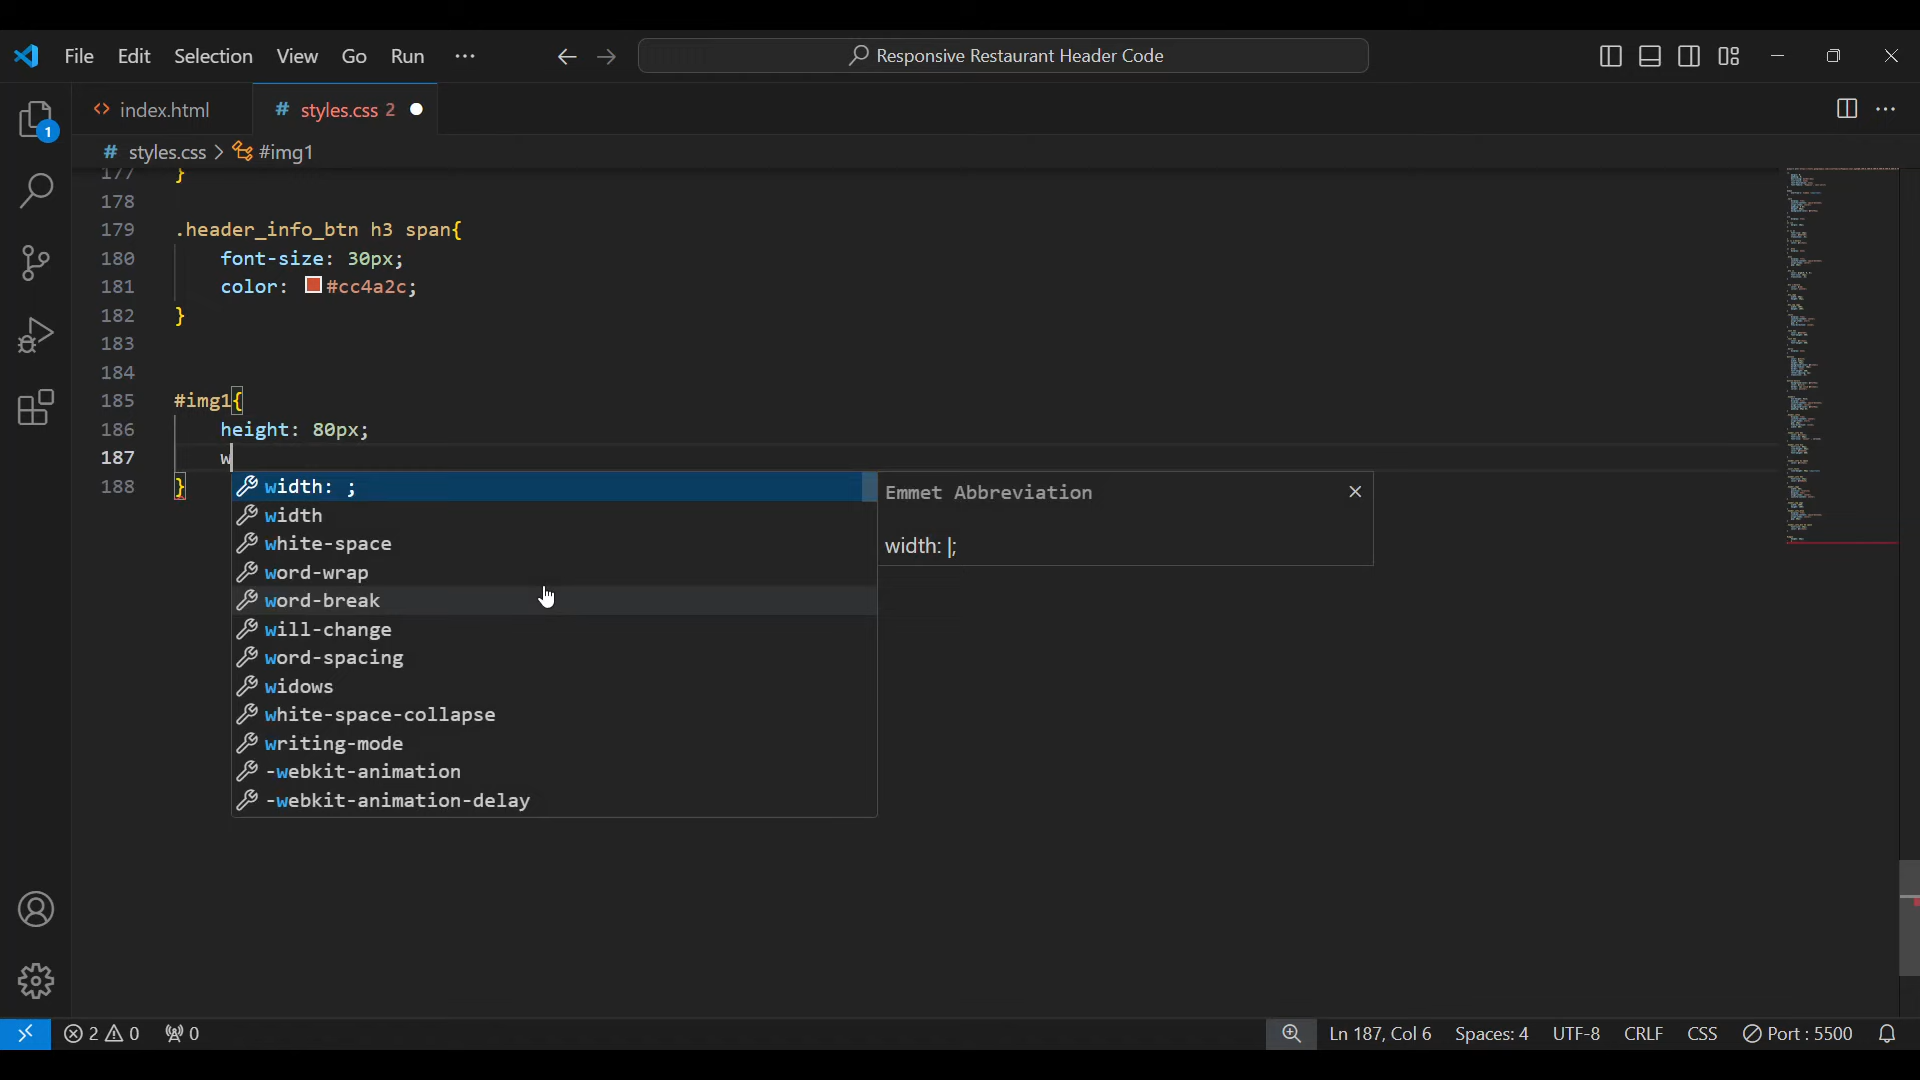 File Edit Selection View Go Run ··· Responsive Restaurant Header Code
index.html # styles.css 2
# styles.css > #img1
177 }
178
179 .header_info_btn h3 span{
180 font-size: 30px;
181 color: #cc4a2c;
182 }
183
184
185 #img1{
186 height: 80px;
187 w
188 }
width: ;
width
white-space
word-wrap
word-break
will-change
word-spacing
widows
white-space-collapse
writing-mode
-webkit-animation
-webkit-animation-delay
Emmet Abbreviation
width: |;
1
2 0 0 Ln 187, Col 6 Spaces: 4 UTF-8 CRLF CSS Port : 5500